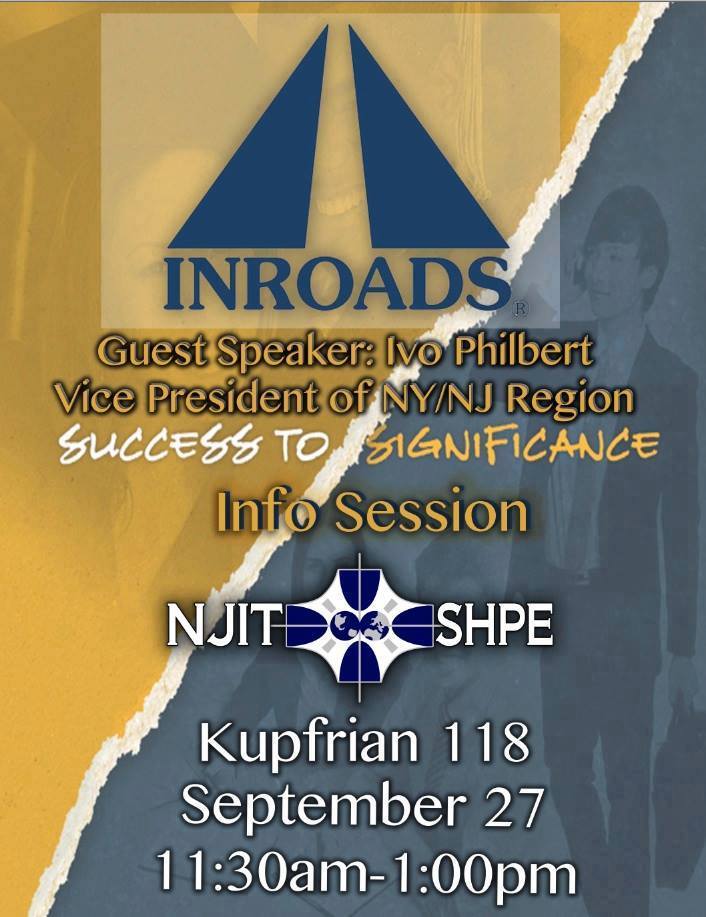 INROADS®
Guest Speaker: Ivo Philbert
Vice President of NY/NJ Region
SUCCESS TO SIGNIFICANCE
Info Session
NJIT SHPE
Kupfrian 118
September 27
11:30am-1:00pm